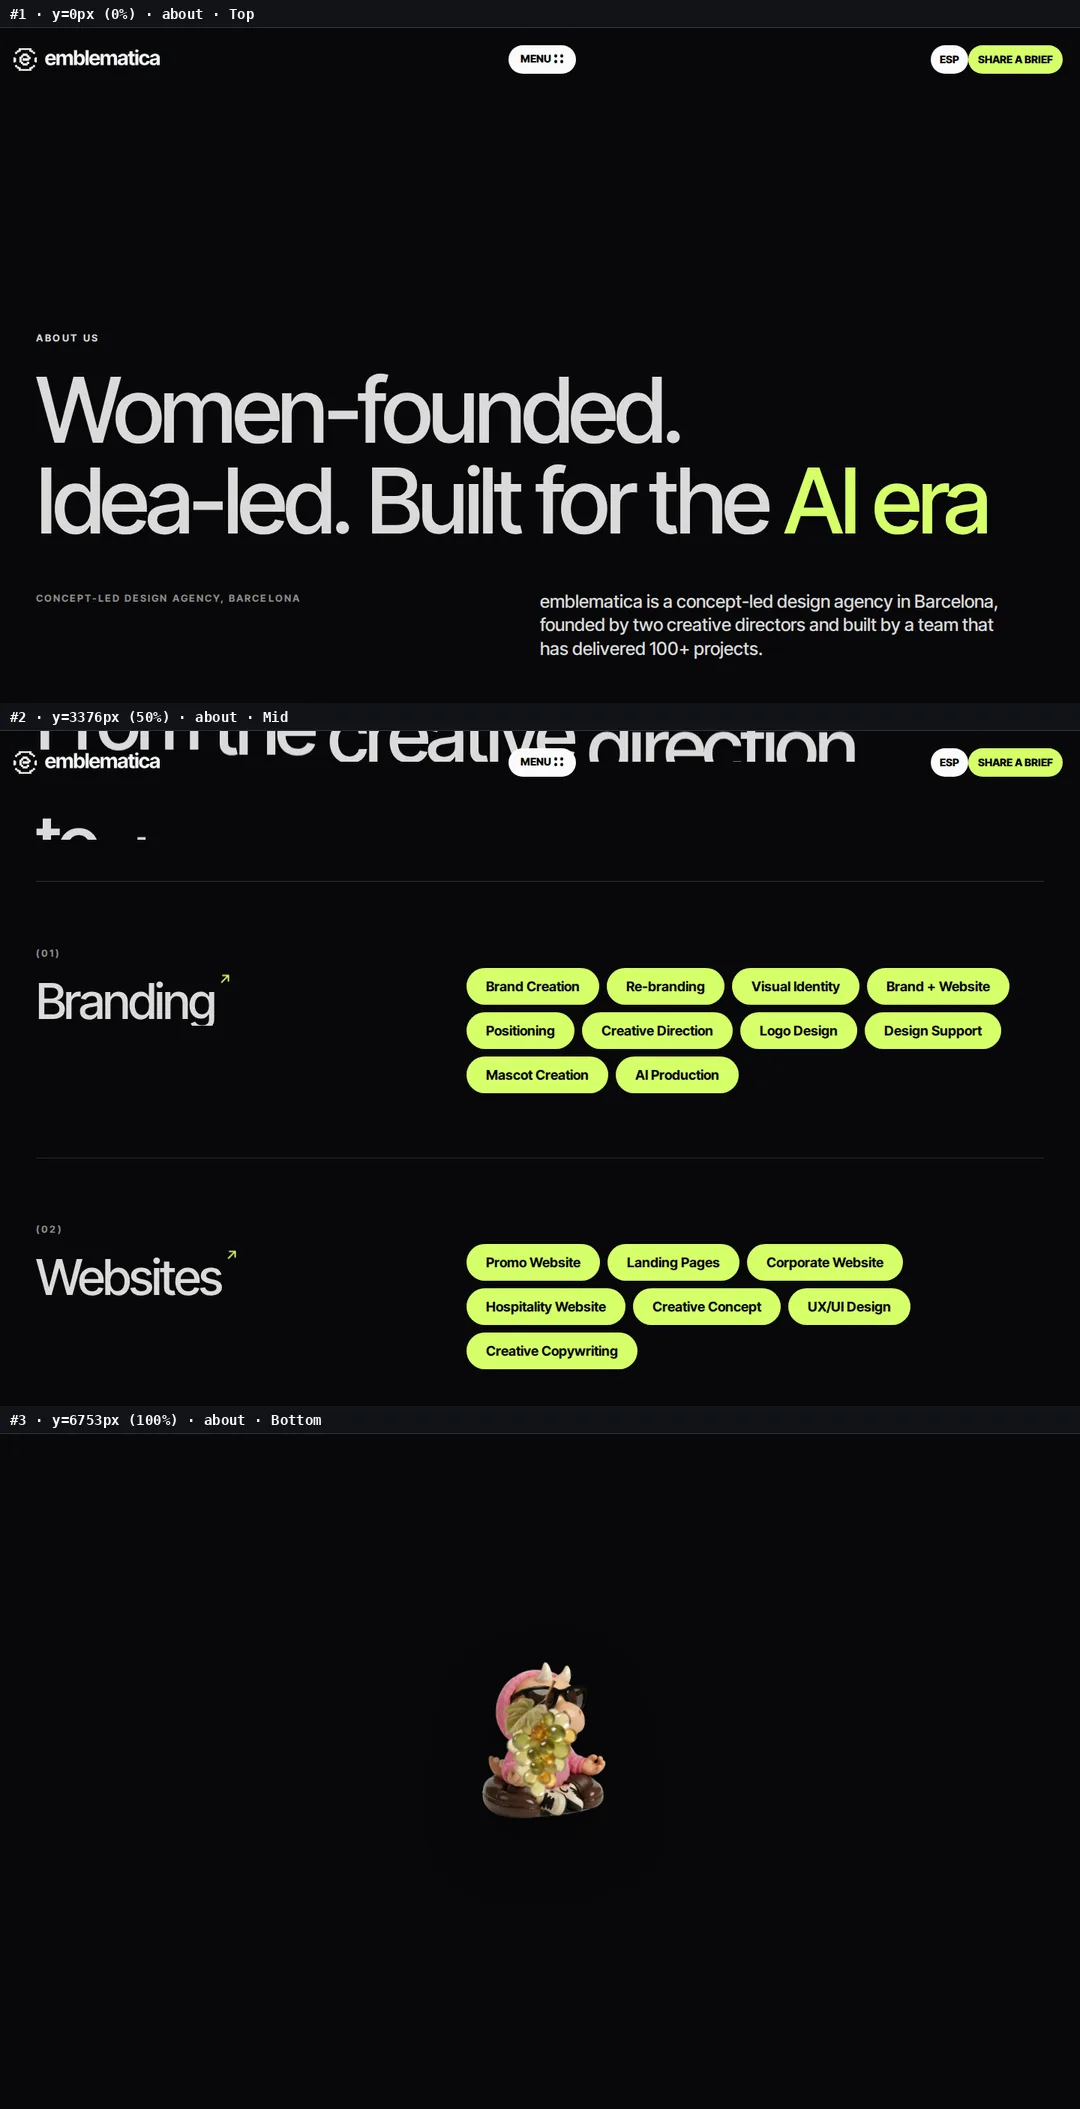 #1 · y=0px (0%) · about · Top
emblematica
MENU
ESP
SHARE A BRIEF
ABOUT US
Women-founded.
Idea-led. Built for the AI era
CONCEPT-LED DESIGN AGENCY, BARCELONA
emblematica is a concept-led design agency in Barcelona,
founded by two creative directors and built by a team that
has delivered 100+ projects.
#2 · y=3376px (50%) · about · Mid
From the creative direction
emblematica
MENU
ESP
SHARE A BRIEF
to
(01)
Branding
Brand Creation
Re-branding
Visual Identity
Brand + Website
Positioning
Creative Direction
Logo Design
Design Support
Mascot Creation
AI Production
(02)
Websites
Promo Website
Landing Pages
Corporate Website
Hospitality Website
Creative Concept
UX/UI Design
Creative Copywriting
#3 · y=6753px (100%) · about · Bottom